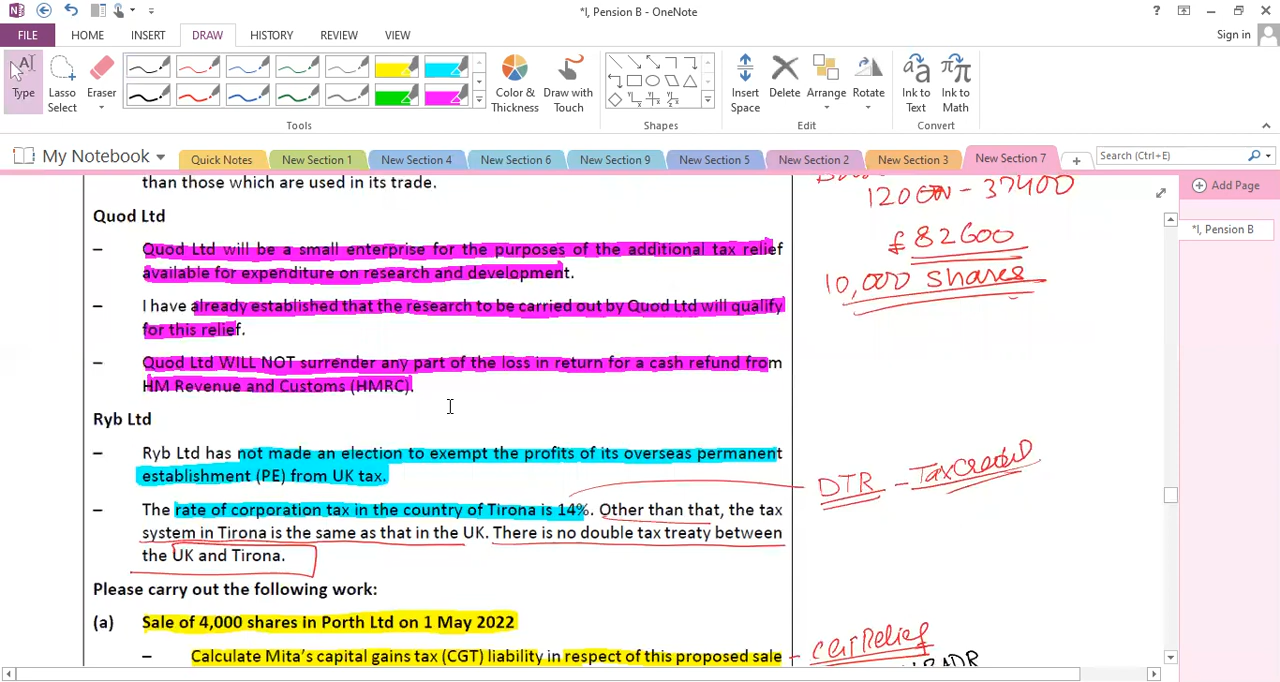 *I, Pension B - OneNote
Sign in
FILE HOME INSERT DRAW HISTORY REVIEW VIEW
Type Lasso Select Eraser Color & Thickness Draw with Touch Insert Space Delete Arrange Rotate Ink to Text Ink to Math
Tools Shapes Edit Convert
My Notebook Quick Notes New Section 1 New Section 4 New Section 6 New Section 9 New Section 5 New Section 2 New Section 3 New Section 7 Search (Ctrl+E)
Add Page
*I, Pension B
than those which are used in its trade.
37400
£82600
10,000 shares
Quod Ltd
– Quod Ltd will be a small enterprise for the purposes of the additional tax relief
available for expenditure on research and development.
– I have already established that the research to be carried out by Quod Ltd will qualify
for this relief.
– Quod Ltd WILL NOT surrender any part of the loss in return for a cash refund from
HM Revenue and Customs (HMRC).
Ryb Ltd
– Ryb Ltd has not made an election to exempt the profits of its overseas permanent
establishment (PE) from UK tax.
– The rate of corporation tax in the country of Tirona is 14%. Other than that, the tax
system in Tirona is the same as that in the UK. There is no double tax treaty between
the UK and Tirona.
DTR – Tax Credit
Please carry out the following work:
(a) Sale of 4,000 shares in Porth Ltd on 1 May 2022
– Calculate Mita's capital gains tax (CGT) liability in respect of this proposed sale
Relief